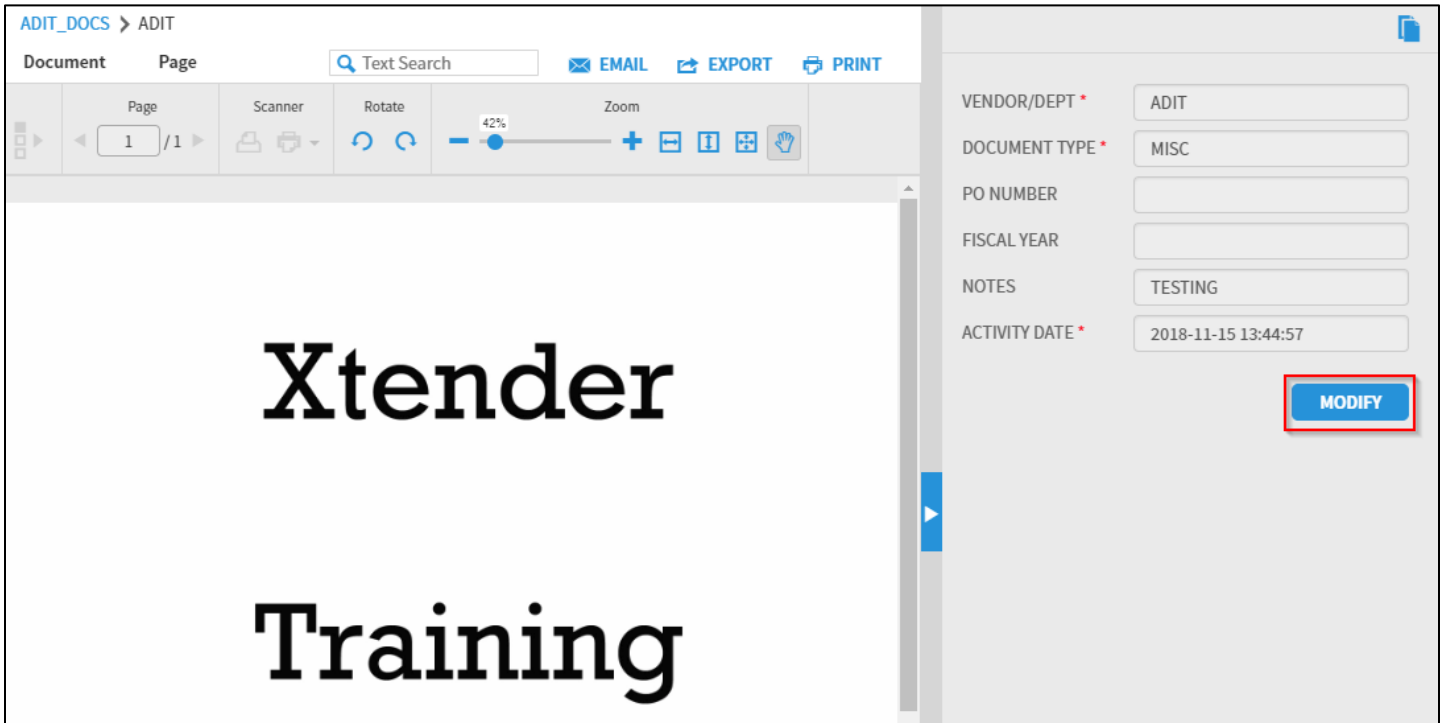 ADIT_DOCS > ADIT
Document Page Text Search EMAIL EXPORT PRINT
Page Scanner Rotate Zoom
1 /1 42%
Xtender
Training
VENDOR/DEPT * ADIT
DOCUMENT TYPE * MISC
PO NUMBER
FISCAL YEAR
NOTES TESTING
ACTIVITY DATE * 2018-11-15 13:44:57
MODIFY